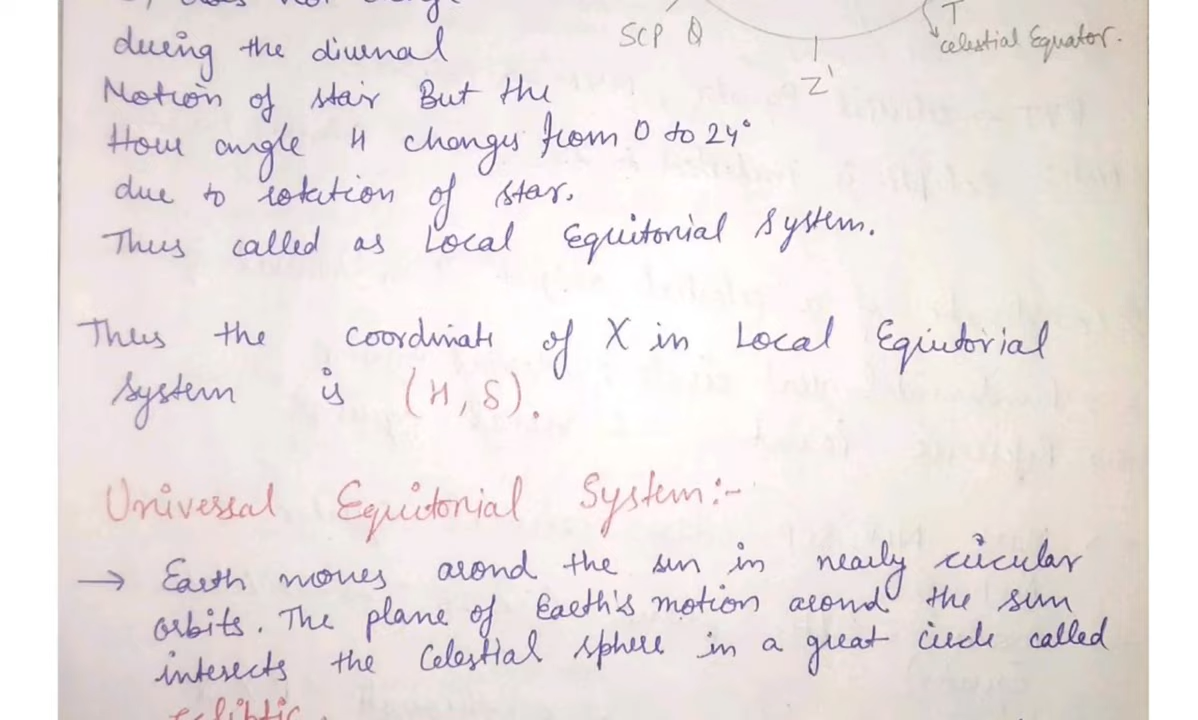 SCP Q
T
celestial Equator.
Z'
dueing the diurnal
Motion of star But the
Hour angle H changes from 0 to 24°
due to rotation of star.
Thus called as Local Equitorial System.
Thus the coordinate of X in Local Equitorial
system is (H, S).
Universal Equitorial System:-
→ Earth moves arond the sun in nearly circular
orbits. The plane of Earth's motion arond the sun
intersects the Celestial sphere in a great circle called
ecliptic.